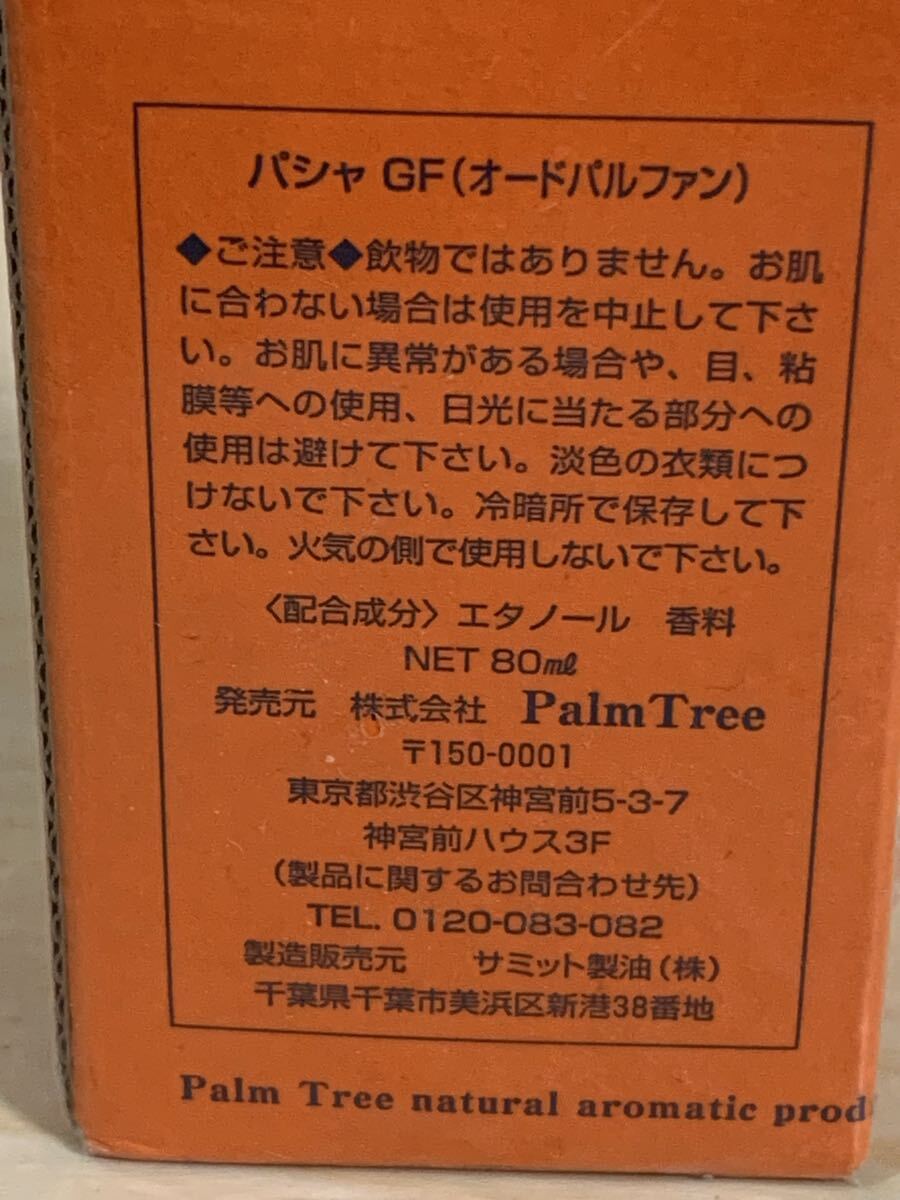 パシャ GF(オードパルファン)
◆ご注意◆飲物ではありません。お肌
に合わない場合は使用を中止して下さ
い。お肌に異常がある場合や、目、粘
膜等への使用、日光に当たる部分への
使用は避けて下さい。淡色の衣類につ
けないで下さい。冷暗所で保存して下
さい。火気の側で使用しないで下さい。
〈配合成分〉エタノール 香料
NET 80㎖
発売元 株式会社 PalmTree
〒150-0001
東京都渋谷区神宮前5-3-7
神宮前ハウス3F
(製品に関するお問合わせ先)
TEL. 0120-083-082
製造販売元 サミット製油(株)
千葉県千葉市美浜区新港38番地
Palm Tree natural aromatic prod